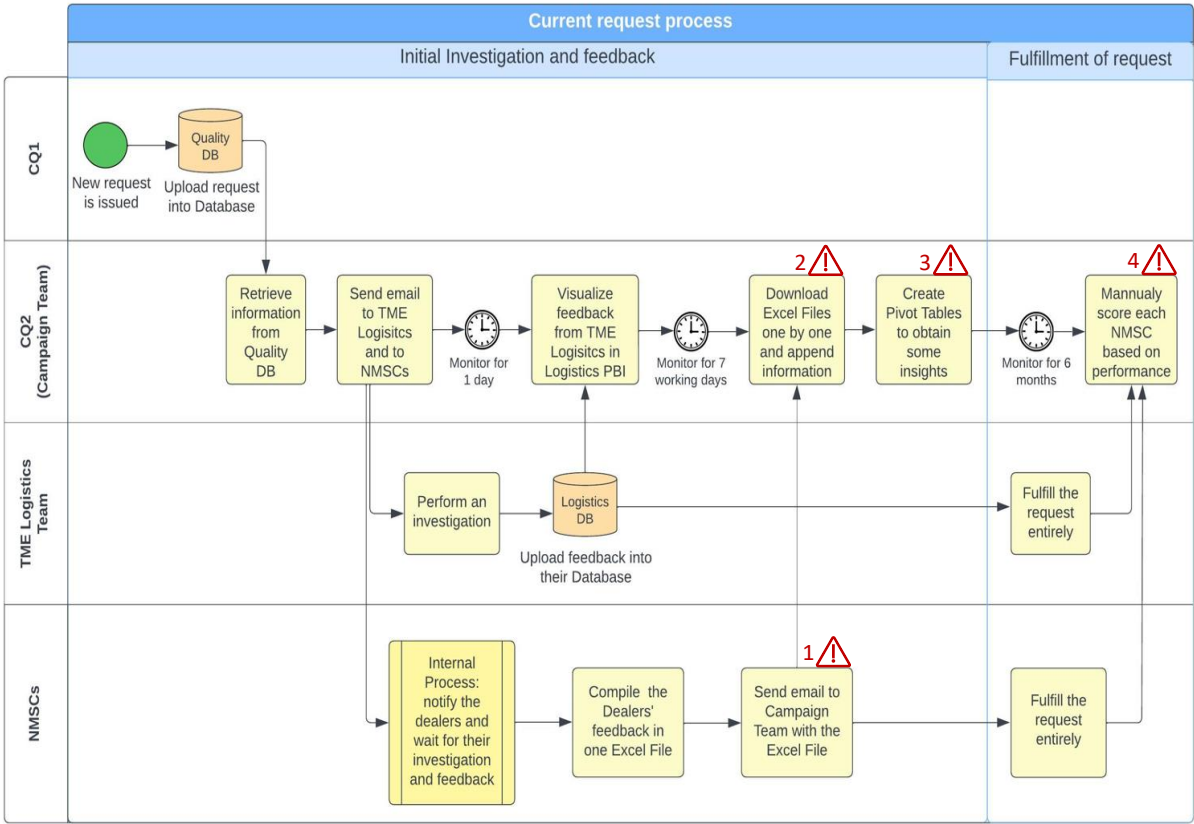 Current request process
Initial Investigation and feedback
Fulfillment of request
CQ1
New request
is issued
Quality
DB
Upload request
into Database
CQ2
(Campaign Team)
Retrieve
information
from
Quality
DB
Send email
to TME
Logisitcs
and to
NMSCs
Monitor for
1 day
Visualize
feedback
from TME
Logisitcs in
Logistics PBI
Monitor for 7
working days
2
Download
Excel Files
one by one
and append
information
3
Create
Pivot Tables
to obtain
some
insights
Monitor for 6
months
4
Mannualy
score each
NMSC
based on
performance
TME Logistics
Team
Perform an
investigation
Logistics
DB
Upload feedback into
their Database
Fulfill the
request
entirely
NMSCs
Internal
Process:
notify the
dealers and
wait for their
investigation
and feedback
Compile the
Dealers'
feedback in
one Excel File
1
Send email to
Campaign
Team with the
Excel File
Fulfill the
request
entirely